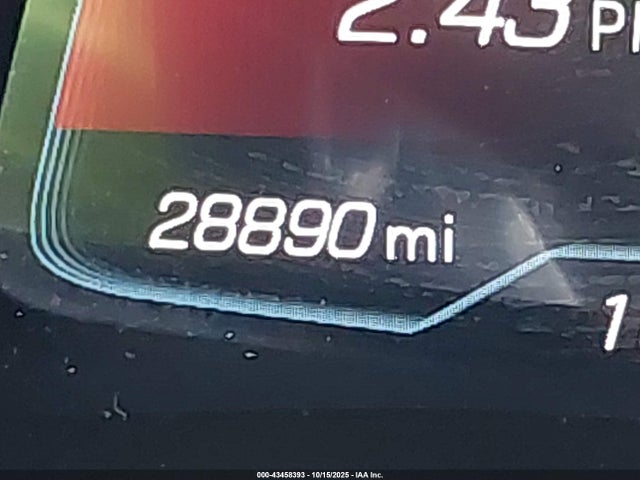 2.43 P
28890 mi
1
000-43458393 - 10/15/2025 - IAA Inc.